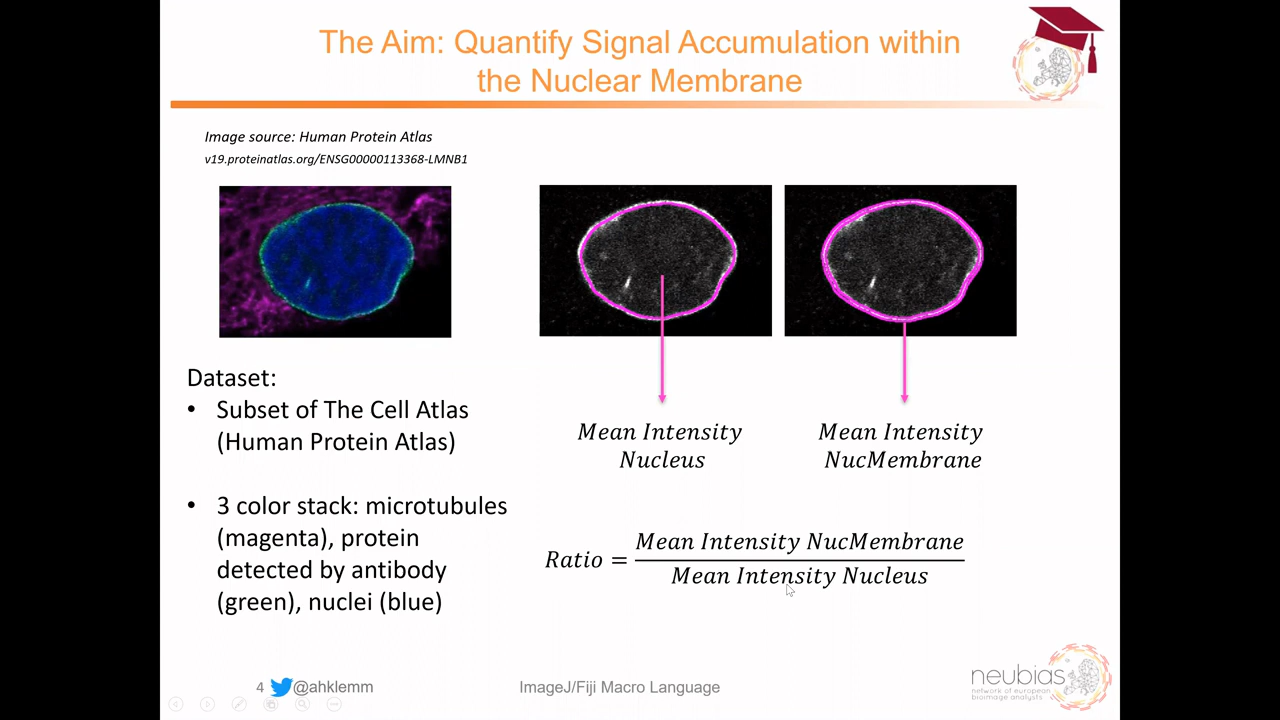 The Aim: Quantify Signal Accumulation within
the Nuclear Membrane
Image source: Human Protein Atlas
v19.proteinatlas.org/ENSG00000113368-LMNB1
Dataset:
• Subset of The Cell Atlas
(Human Protein Atlas)
• 3 color stack: microtubules
(magenta), protein
detected by antibody
(green), nuclei (blue)
Mean Intensity
Nucleus
Mean Intensity
NucMembrane
Ratio = Mean Intensity NucMembrane
Mean Intensity Nucleus
4 @ahklemm
ImageJ/Fiji Macro Language
neubias
network of european
bioimage analysts